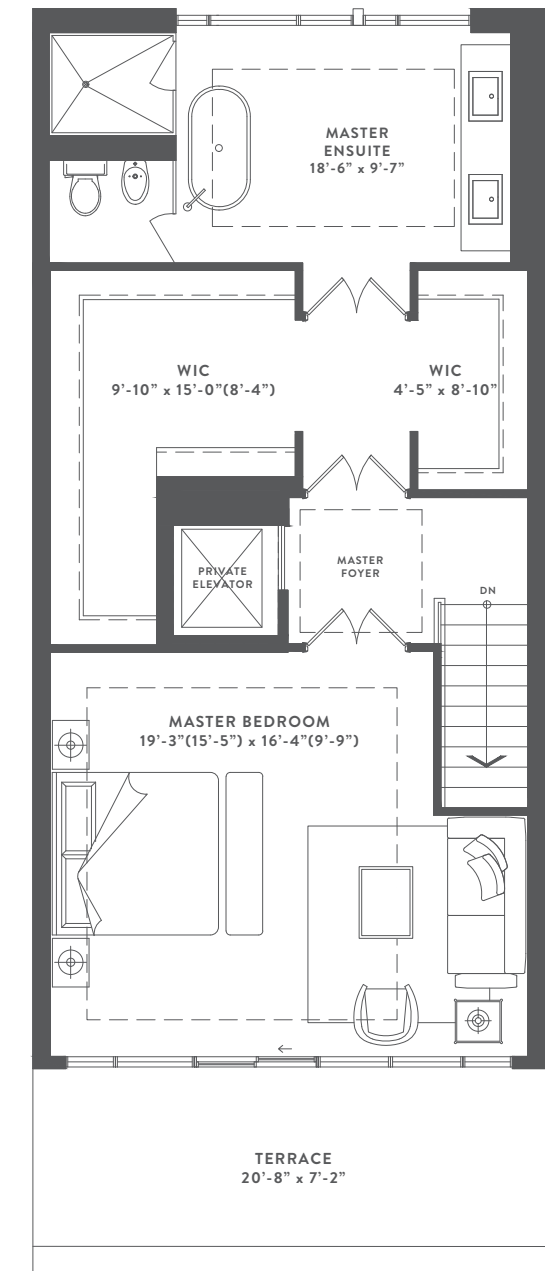 MASTER
ENSUITE
18’-6” x 9’-7”
WIC
9’-10” x 15’-0”(8’-4”)
WIC
4’-5” x 8’-10”
PRIVATE
ELEVATOR
MASTER
FOYER
DN
MASTER BEDROOM
19’-3”(15’-5”) x 16’-4”(9’-9”)
TERRACE
20’-8” x 7’-2”